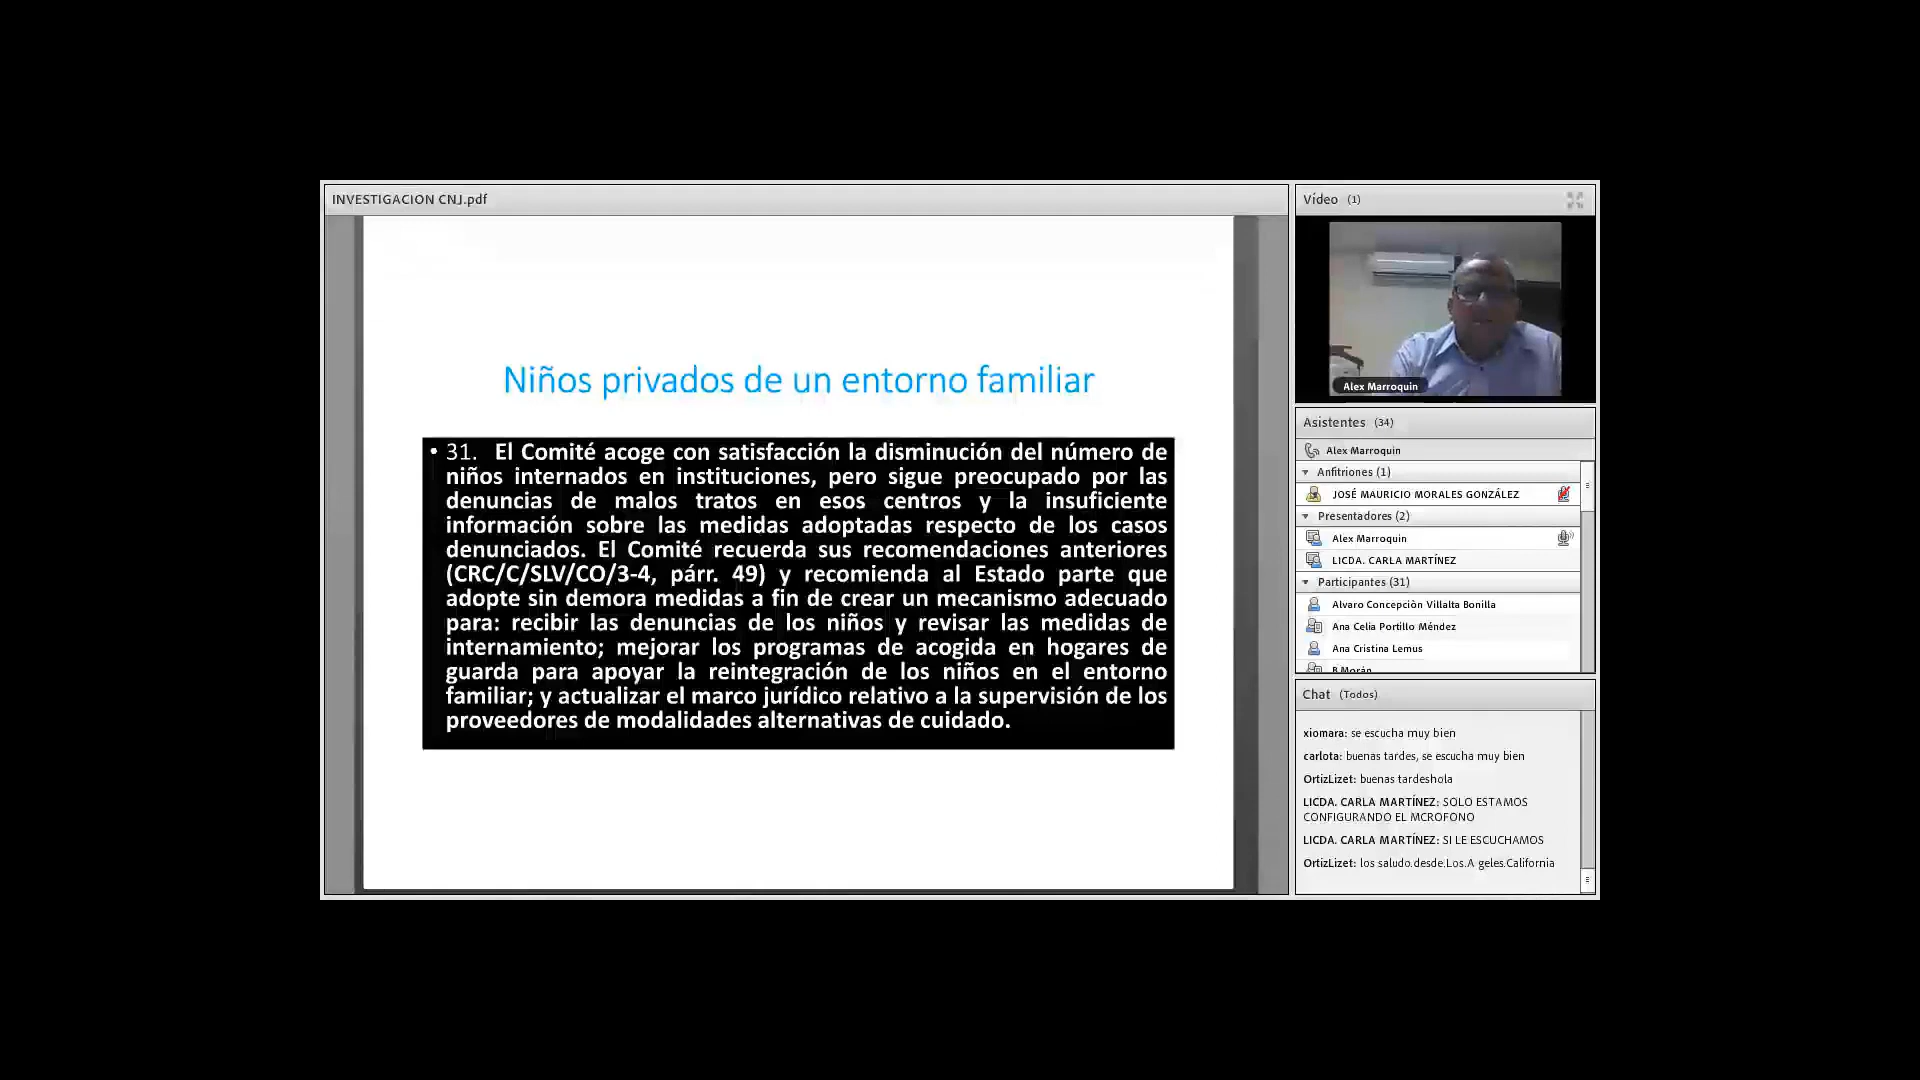 INVESTIGACION CNJ.pdf
Niños privados de un entorno familiar
• 31. El Comité acoge con satisfacción la disminución del número de
niños internados en instituciones, pero sigue preocupado por las
denuncias de malos tratos en esos centros y la insuficiente
información sobre las medidas adoptadas respecto de los casos
denunciados. El Comité recuerda sus recomendaciones anteriores
(CRC/C/SLV/CO/3-4, párr. 49) y recomienda al Estado parte que
adopte sin demora medidas a fin de crear un mecanismo adecuado
para: recibir las denuncias de los niños y revisar las medidas de
internamiento; mejorar los programas de acogida en hogares de
guarda para apoyar la reintegración de los niños en el entorno
familiar; y actualizar el marco jurídico relativo a la supervisión de los
proveedores de modalidades alternativas de cuidado.
Vídeo (1)
Alex Marroquin
Asistentes (34)
Alex Marroquin
Anfitriones (1)
JOSÉ MAURICIO MORALES GONZÁLEZ
Presentadores (2)
Alex Marroquin
LICDA. CARLA MARTÍNEZ
Participantes (31)
Alvaro Concepciòn Villalta Bonilla
Ana Celia Portillo Méndez
Ana Cristina Lemus
B Morán
Chat (Todos)
xiomara: se escucha muy bien
carlota: buenas tardes, se escucha muy bien
OrtizLizet: buenas tardeshola
LICDA. CARLA MARTÍNEZ: SOLO ESTAMOS
CONFIGURANDO EL MCROFONO
LICDA. CARLA MARTÍNEZ: SI LE ESCUCHAMOS
OrtizLizet: los saludo.desde.Los.A geles.California